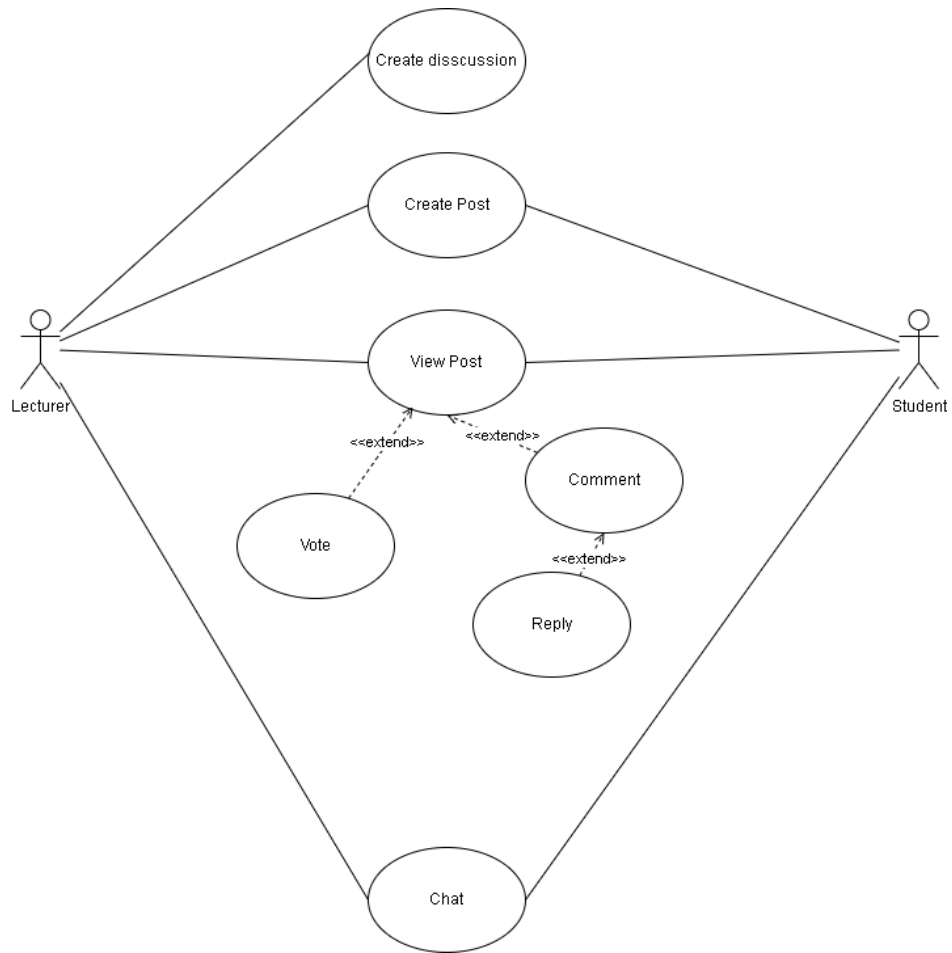 Create disscussion
Create Post
View Post
Lecturer
Student
<<extend>>
<<extend>>
Comment
Vote
<<extend>>
Reply
Chat